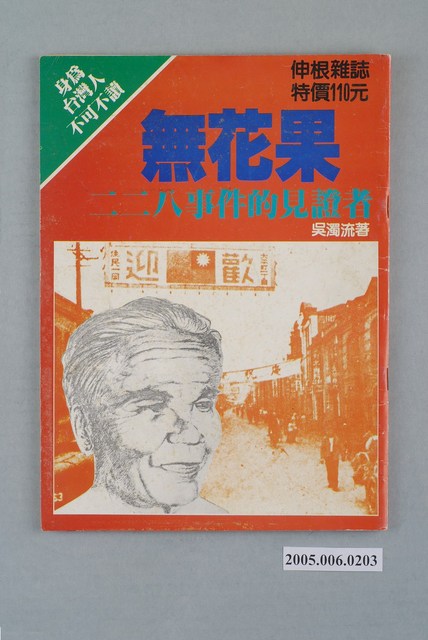 身為
台灣人
不可不讀
伸根雜誌
特價110元
無花果
二二八事件的見證者
吳濁流著
歡迎
2005.006.0203